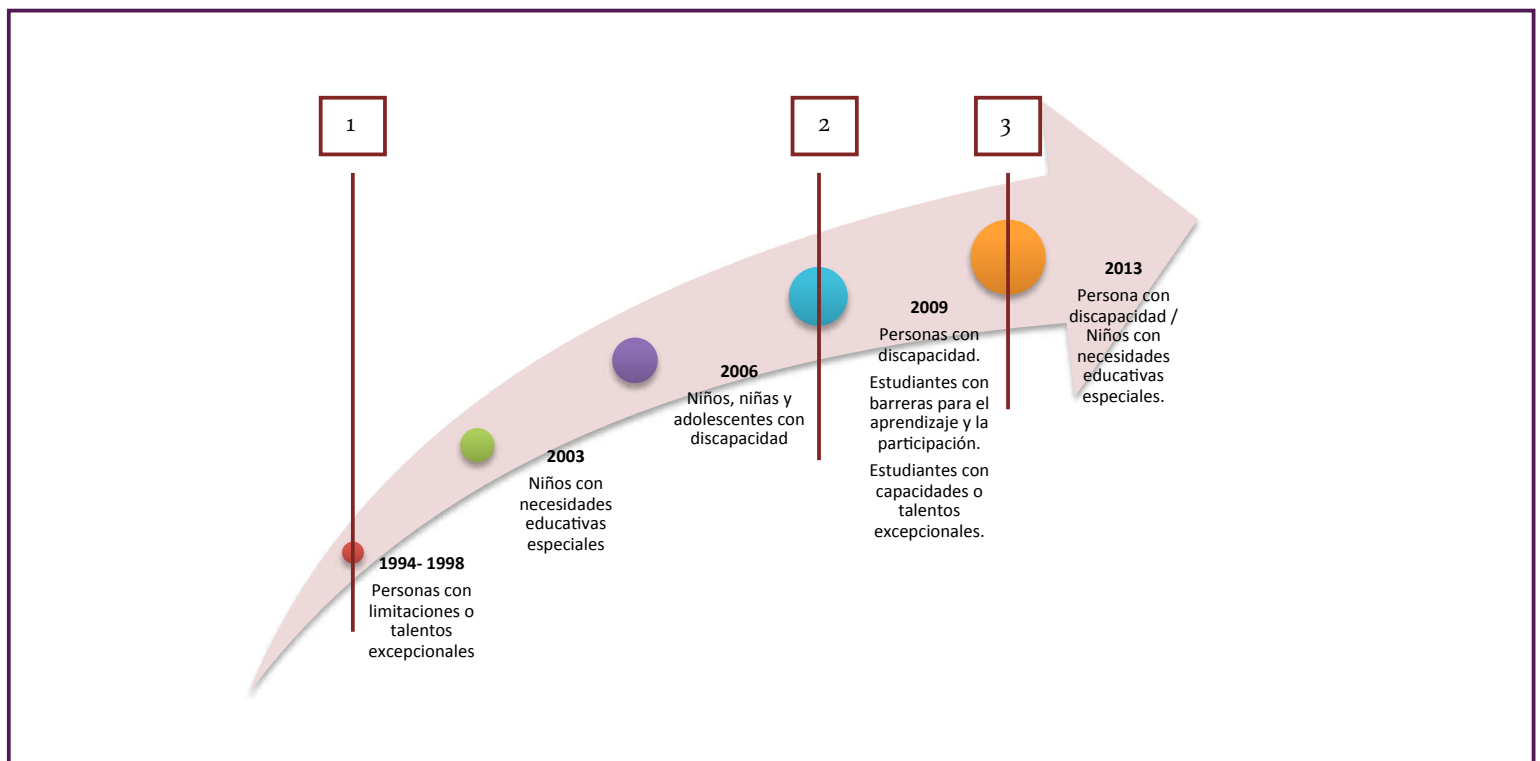 1
2
3
1994- 1998
Personas con
limitaciones o
talentos
excepcionales
2003
Niños con
necesidades
educativas
especiales
2006
Niños, niñas y
adolescentes con
discapacidad
2009
Personas con
discapacidad.
Estudiantes con
barreras para el
aprendizaje y la
participación.
Estudiantes con
capacidades o
talentos
excepcionales.
2013
Persona con
discapacidad /
Niños con
necesidades
educativas
especiales.